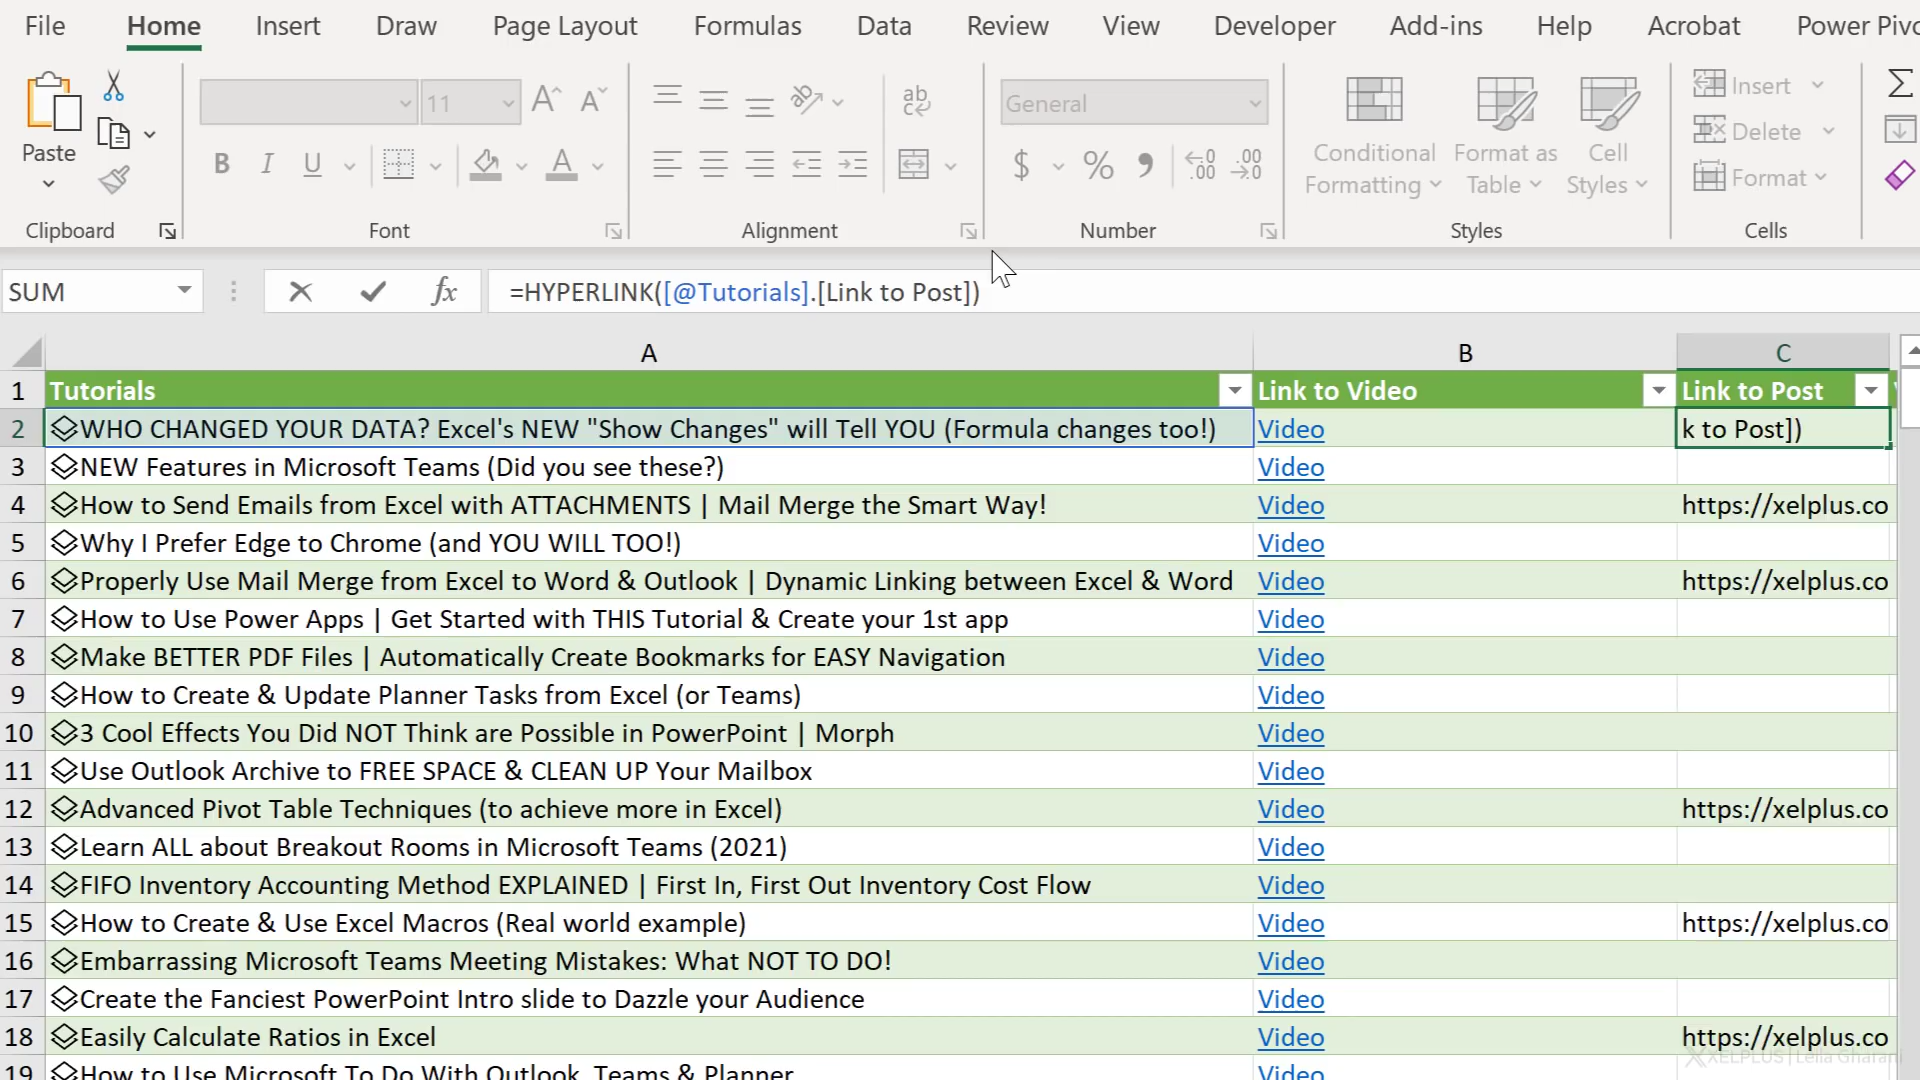 File Home Insert Draw Page Layout Formulas Data Review View Developer Add-ins Help Acrobat Power Pivo
Paste
11
General
B I U
Conditional Formatting
Format as Table
Cell Styles
Insert
Delete
Format
Clipboard Font Alignment Number Styles Cells
SUM fx =HYPERLINK([@Tutorials].[Link to Post])
A B C
1 Tutorials Link to Video Link to Post
2 WHO CHANGED YOUR DATA? Excel's NEW "Show Changes" will Tell YOU (Formula changes too!) Video k to Post])
3 NEW Features in Microsoft Teams (Did you see these?) Video
4 How to Send Emails from Excel with ATTACHMENTS | Mail Merge the Smart Way! Video https://xelplus.co
5 Why I Prefer Edge to Chrome (and YOU WILL TOO!) Video
6 Properly Use Mail Merge from Excel to Word & Outlook | Dynamic Linking between Excel & Word Video https://xelplus.co
7 How to Use Power Apps | Get Started with THIS Tutorial & Create your 1st app Video
8 Make BETTER PDF Files | Automatically Create Bookmarks for EASY Navigation Video
9 How to Create & Update Planner Tasks from Excel (or Teams) Video
10 3 Cool Effects You Did NOT Think are Possible in PowerPoint | Morph Video
11 Use Outlook Archive to FREE SPACE & CLEAN UP Your Mailbox Video
12 Advanced Pivot Table Techniques (to achieve more in Excel) Video https://xelplus.co
13 Learn ALL about Breakout Rooms in Microsoft Teams (2021) Video
14 FIFO Inventory Accounting Method EXPLAINED | First In, First Out Inventory Cost Flow Video
15 How to Create & Use Excel Macros (Real world example) Video https://xelplus.co
16 Embarrassing Microsoft Teams Meeting Mistakes: What NOT TO DO! Video
17 Create the Fanciest PowerPoint Intro slide to Dazzle your Audience Video
18 Easily Calculate Ratios in Excel Video https://xelplus.co
XELPLUS | Leila Gharani
19 How to Use Microsoft To Do With Outlook, Teams & Planner Video